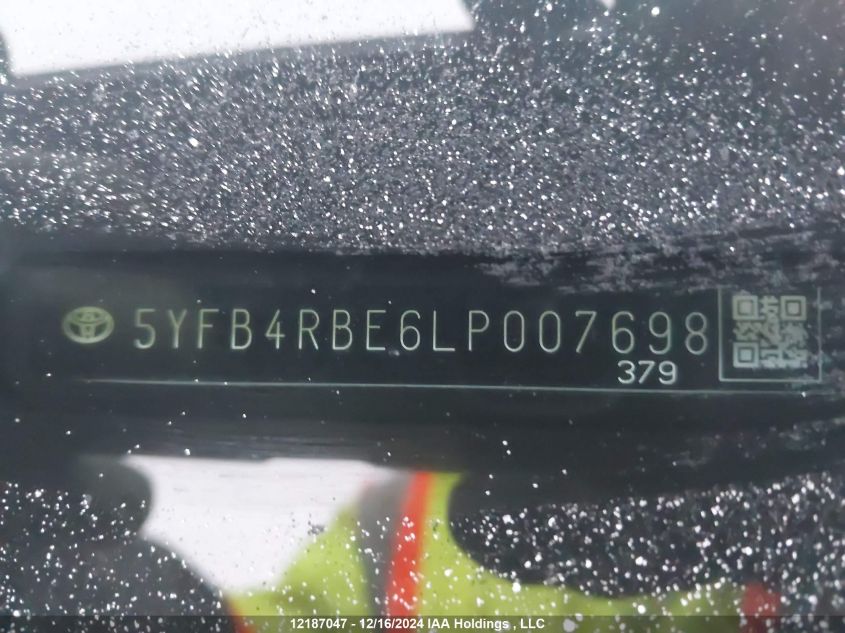 5YFB4RBE6LP007698
379
12187047 - 12/16/2024 IAA Holdings , LLC